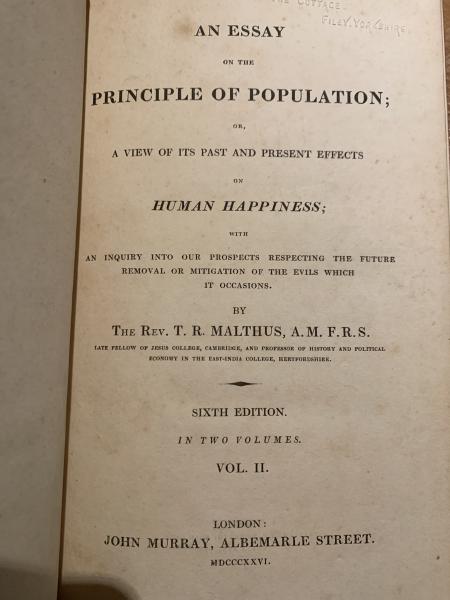 THE COTTAGE.
FILEY, YORKSHIRE.
AN ESSAY
ON THE
PRINCIPLE OF POPULATION;
OR,
A VIEW OF ITS PAST AND PRESENT EFFECTS
ON
HUMAN HAPPINESS;
WITH
AN INQUIRY INTO OUR PROSPECTS RESPECTING THE FUTURE
REMOVAL OR MITIGATION OF THE EVILS WHICH
IT OCCASIONS.
BY
THE REV. T. R. MALTHUS, A.M. F.R.S.
LATE FELLOW OF JESUS COLLEGE, CAMBRIDGE, AND PROFESSOR OF HISTORY AND POLITICAL
ECONOMY IN THE EAST-INDIA COLLEGE, HERTFORDSHIRE.
SIXTH EDITION.
IN TWO VOLUMES.
VOL. II.
LONDON:
JOHN MURRAY, ALBEMARLE STREET.
MDCCCXXVI.